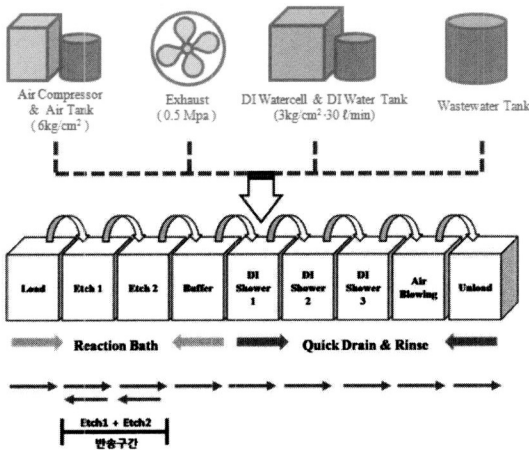 Air Compressor
& Air Tank
( 6kg/cm² )
Exhaust
( 0.5 Mpa )
DI Watercell & DI Water Tank
(3kg/cm²·30 ℓ/min)
Wastewater Tank
Load
Etch 1
Etch 2
Buffer
DI
Shower
1
DI
Shower
2
DI
Shower
3
Air
Blowing
Unload
Reaction Bath
Quick Drain & Rinse
Etch1 + Etch2
반송구간